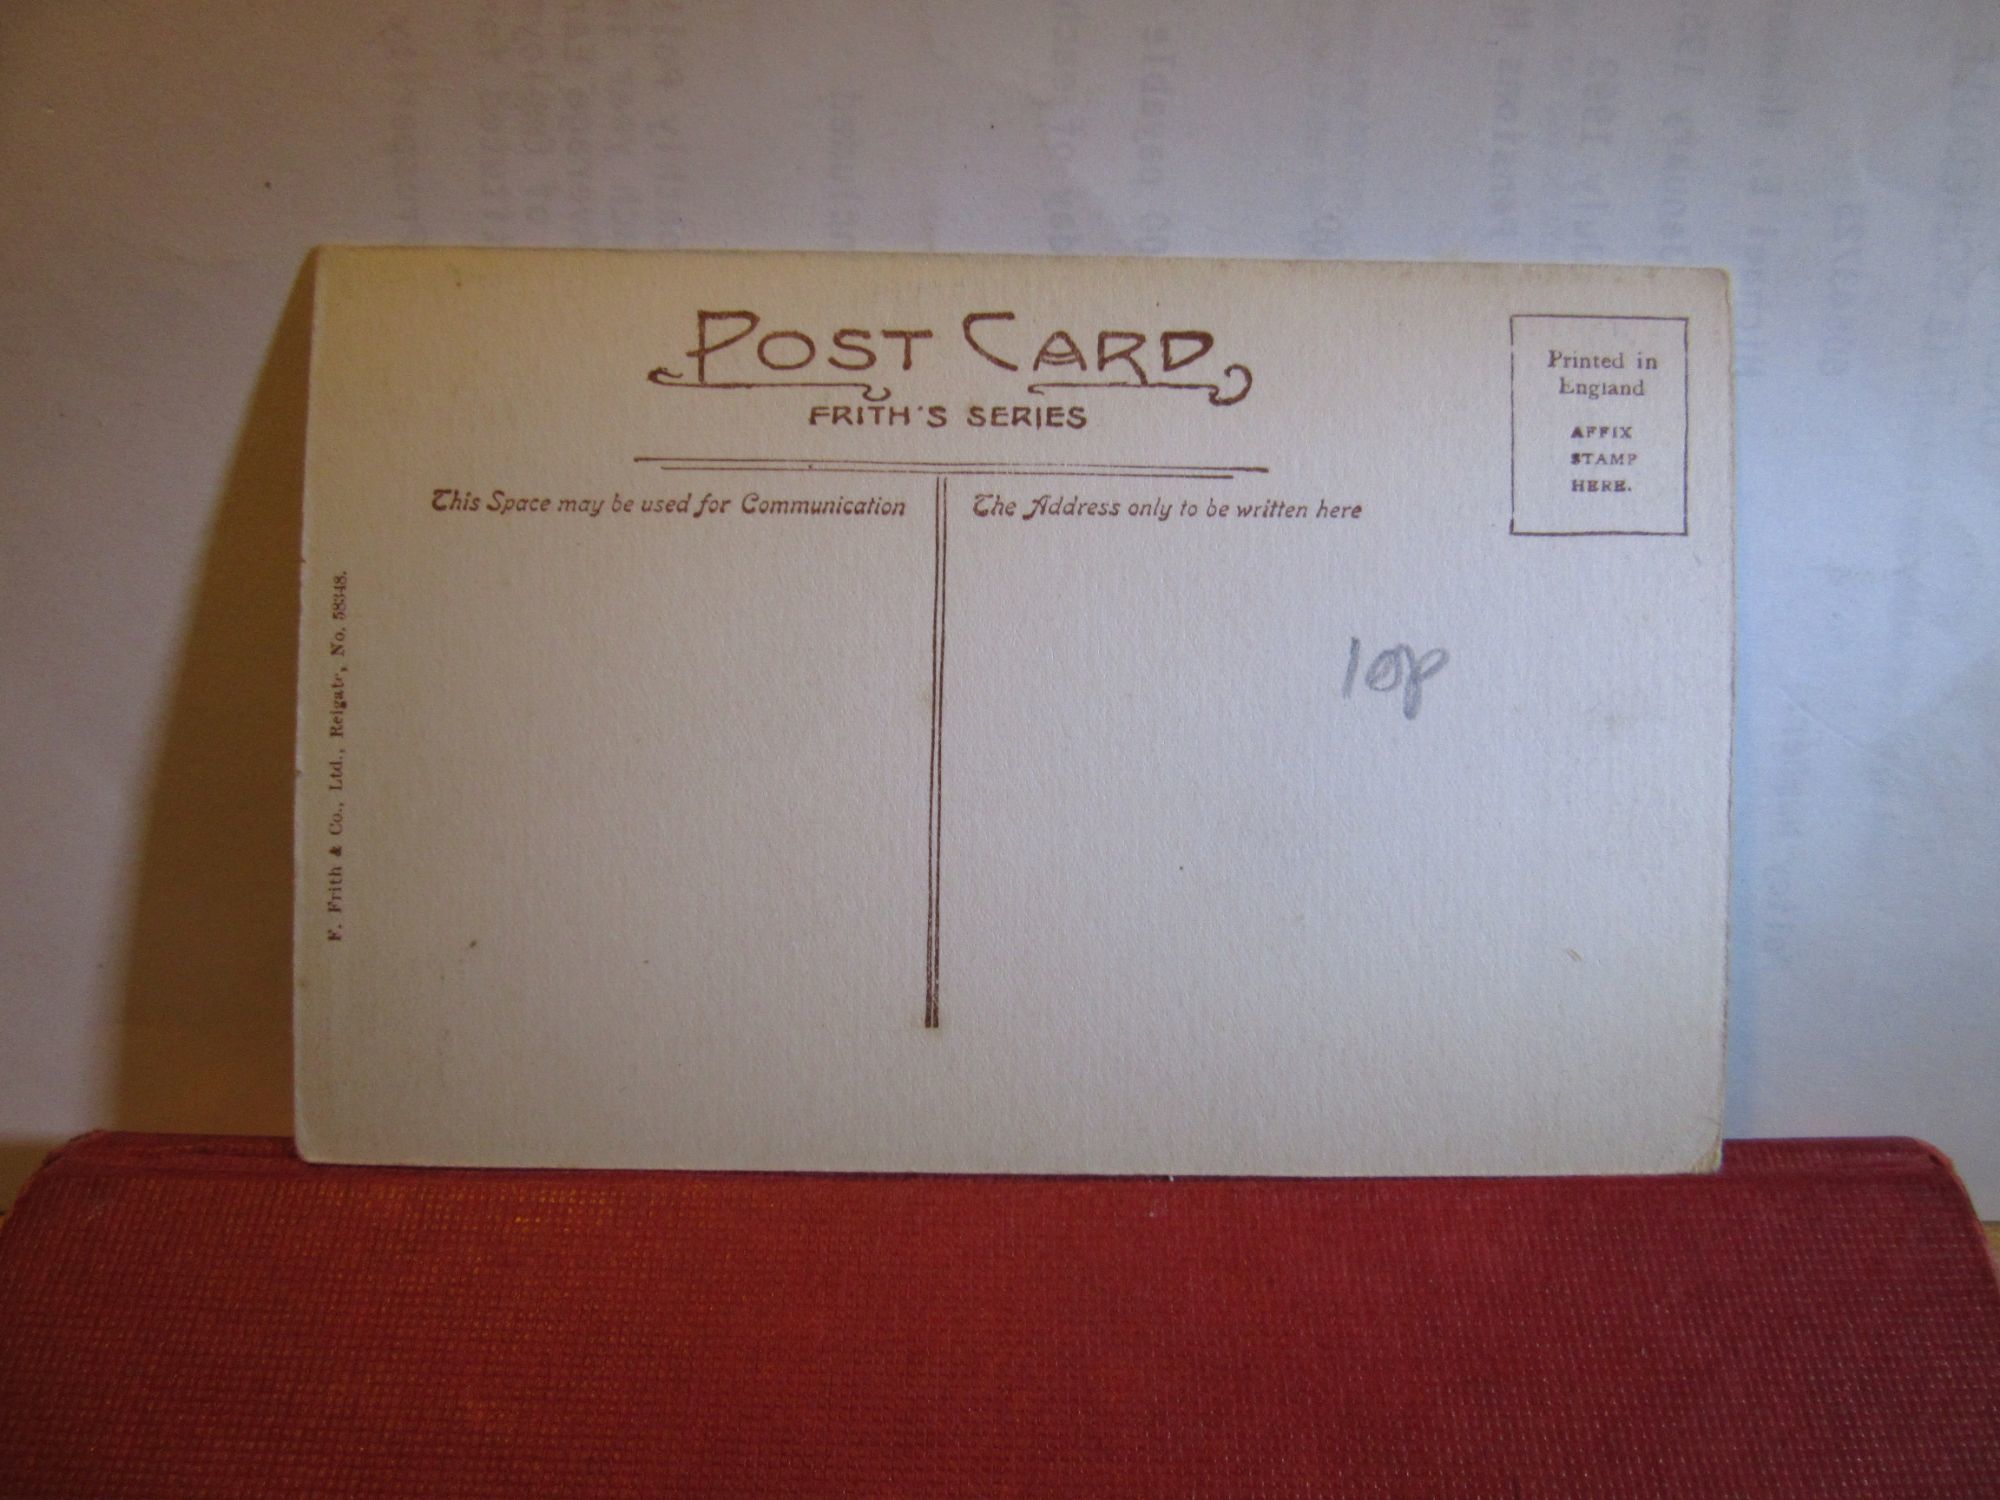 POST CARD
FRITH'S SERIES
Printed in
England
AFFIX
STAMP
HERE.
This Space may be used for Communication
The Address only to be written here
F. Frith & Co., Ltd., Reigate, No. 58348.
10p